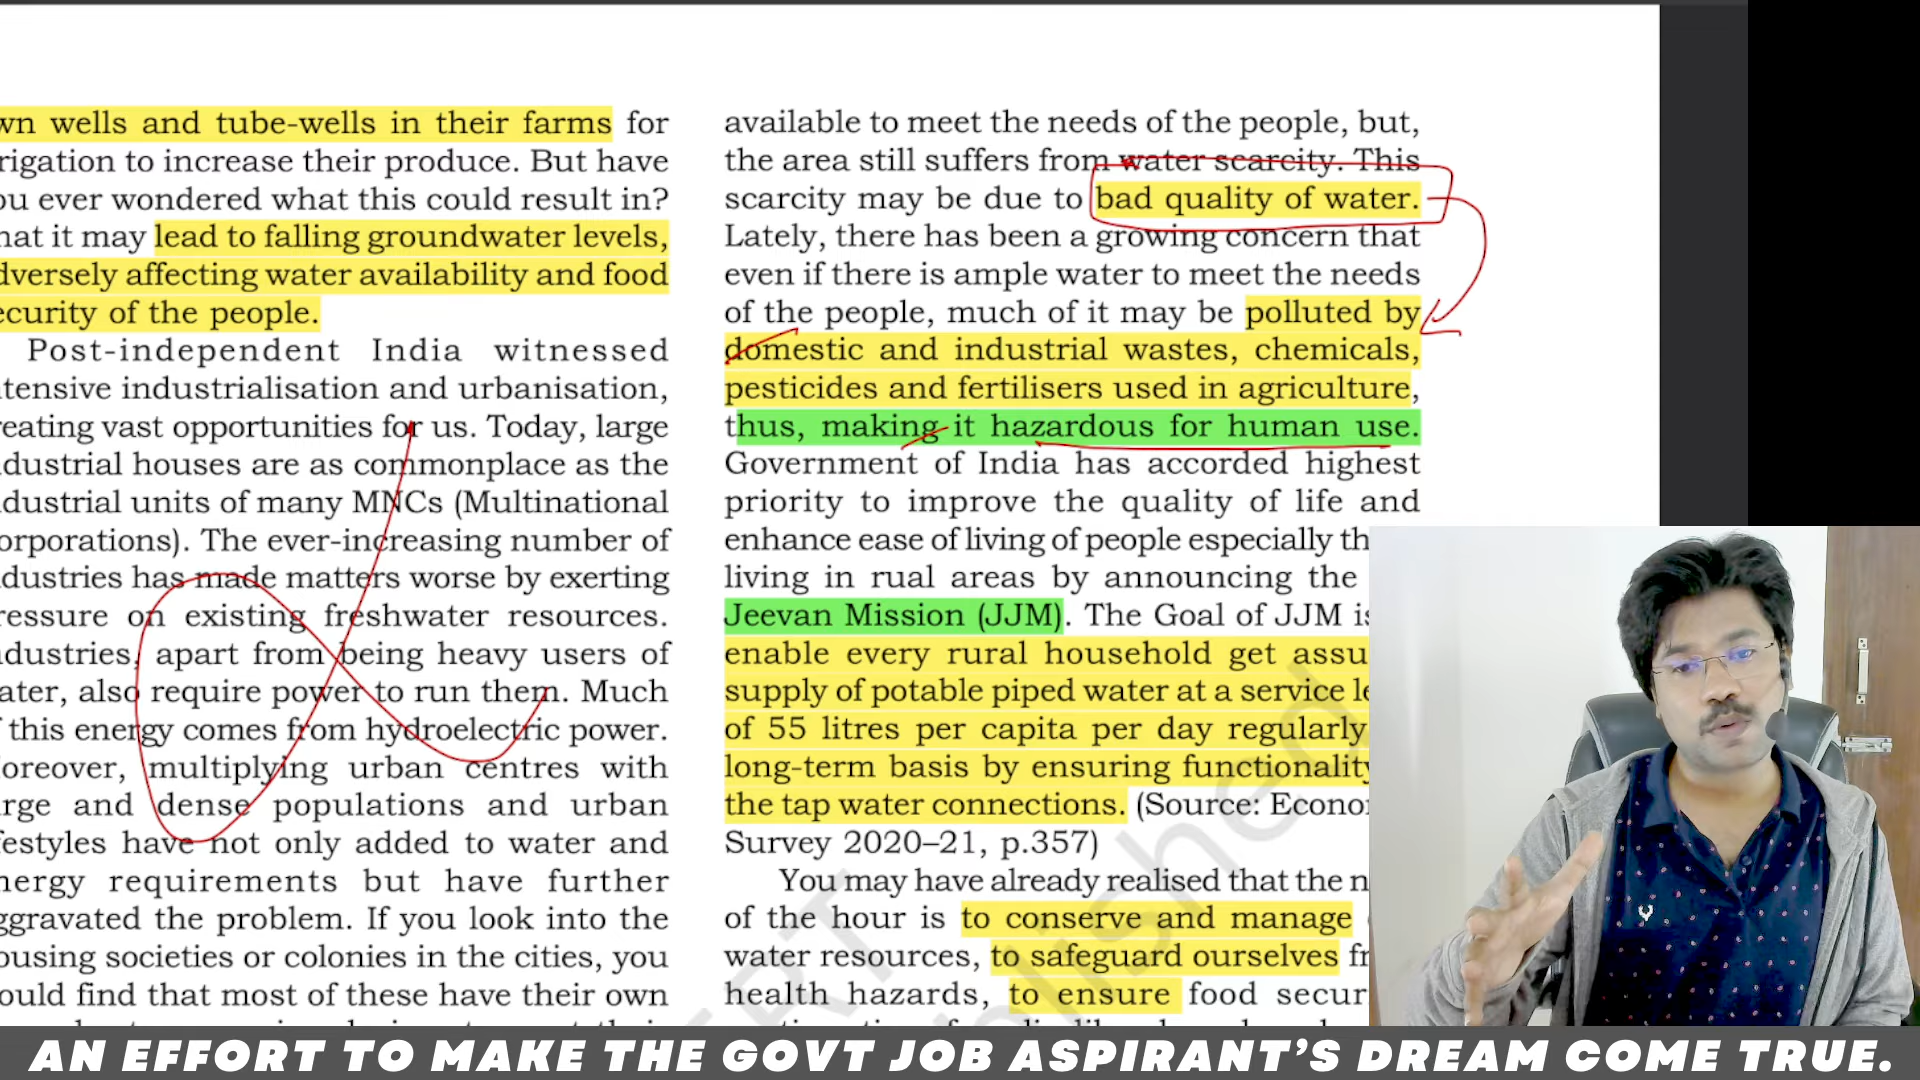 wn wells and tube-wells in their farms for
rigation to increase their produce. But have
ou ever wondered what this could result in?
hat it may lead to falling groundwater levels,
dversely affecting water availability and food
ecurity of the people.
Post-independent India witnessed
ntensive industrialisation and urbanisation,
reating vast opportunities for us. Today, large
ndustrial houses are as commonplace as the
ndustrial units of many MNCs (Multinational
orporations). The ever-increasing number of
ndustries has made matters worse by exerting
ressure on existing freshwater resources.
ndustries, apart from being heavy users of
ater, also require power to run them. Much
f this energy comes from hydroelectric power.
oreover, multiplying urban centres with
arge and dense populations and urban
festyles have not only added to water and
nergy requirements but have further
ggravated the problem. If you look into the
ousing societies or colonies in the cities, you
ould find that most of these have their own
available to meet the needs of the people, but,
the area still suffers from water scarcity. This
scarcity may be due to bad quality of water.
Lately, there has been a growing concern that
even if there is ample water to meet the needs
of the people, much of it may be polluted by
domestic and industrial wastes, chemicals,
pesticides and fertilisers used in agriculture,
thus, making it hazardous for human use.
Government of India has accorded highest
priority to improve the quality of life and
enhance ease of living of people especially th
living in rual areas by announcing the
Jeevan Mission (JJM). The Goal of JJM is
enable every rural household get assu
supply of potable piped water at a service le
of 55 litres per capita per day regularly
long-term basis by ensuring functionality
the tap water connections. (Source: Econo
Survey 2020–21, p.357)
You may have already realised that the n
of the hour is to conserve and manage
water resources, to safeguard ourselves fr
health hazards, to ensure food secur
AN EFFORT TO MAKE THE GOVT JOB ASPIRANT'S DREAM COME TRUE.